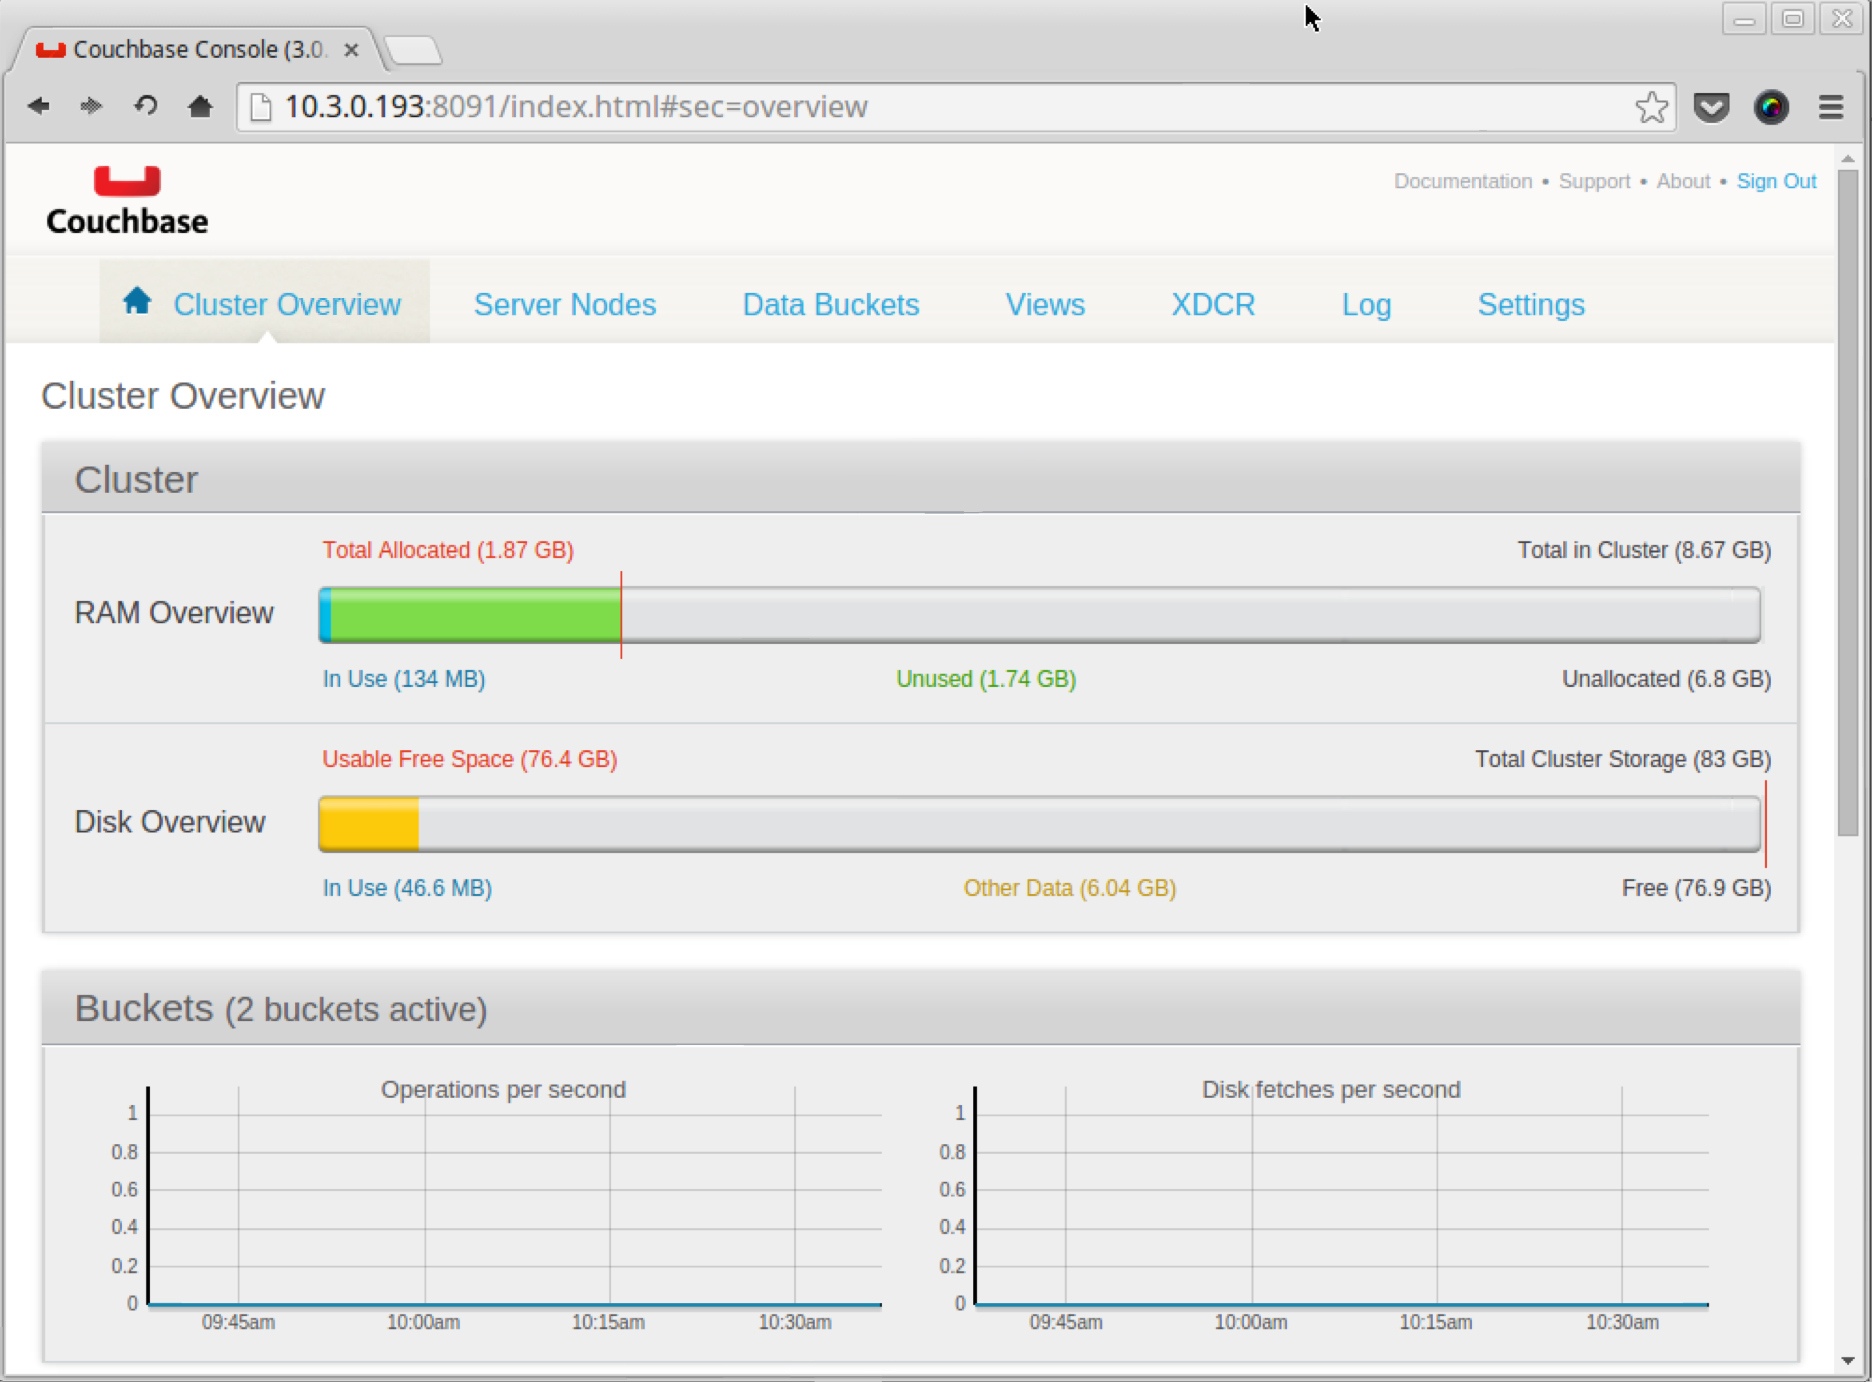 Couchbase Console (3.0.
10.3.0.193:8091/index.html#sec=overview
Couchbase
Documentation • Support • About • Sign Out
Cluster Overview Server Nodes Data Buckets Views XDCR Log Settings
Cluster Overview
Cluster
Total Allocated (1.87 GB) Total in Cluster (8.67 GB)
RAM Overview
In Use (134 MB) Unused (1.74 GB) Unallocated (6.8 GB)
Usable Free Space (76.4 GB) Total Cluster Storage (83 GB)
Disk Overview
In Use (46.6 MB) Other Data (6.04 GB) Free (76.9 GB)
Buckets (2 buckets active)
Operations per second
1
0.8
0.6
0.4
0.2
0
09:45am 10:00am 10:15am 10:30am
Disk fetches per second
1
0.8
0.6
0.4
0.2
0
09:45am 10:00am 10:15am 10:30am